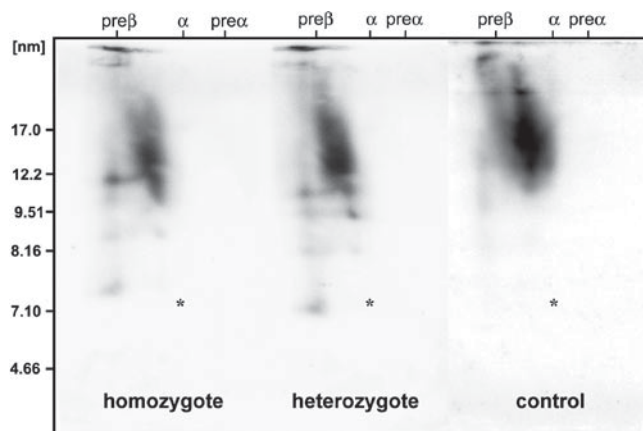 preβ α preα preβ α preα preβ α preα
[nm]
17.0
12.2
9.51
8.16
* * *
7.10
4.66
homozygote heterozygote control